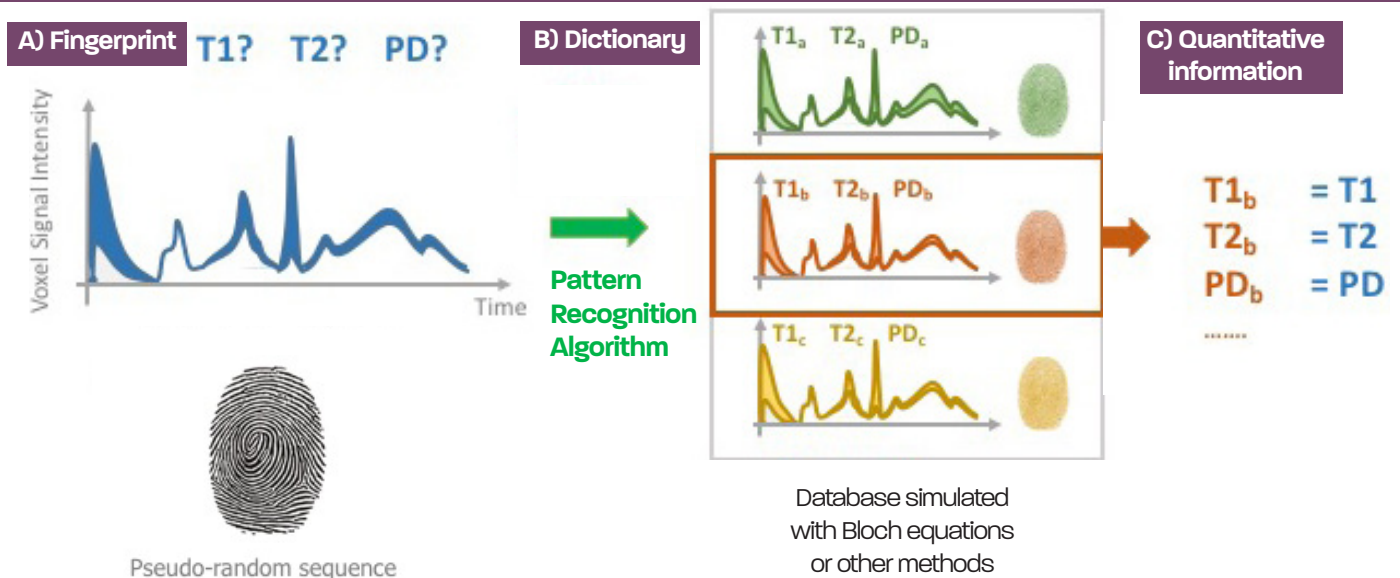 A) Fingerprint
T1? T2? PD?
Voxel Signal Intensity
Time
Pseudo-random sequence
Pattern
Recognition
Algorithm
B) Dictionary
T1a T2a PDa
T1b T2b PDb
T1c T2c PDc
Database simulated
with Bloch equations
or other methods
C) Quantitative
information
T1b = T1
T2b = T2
PDb = PD
.......